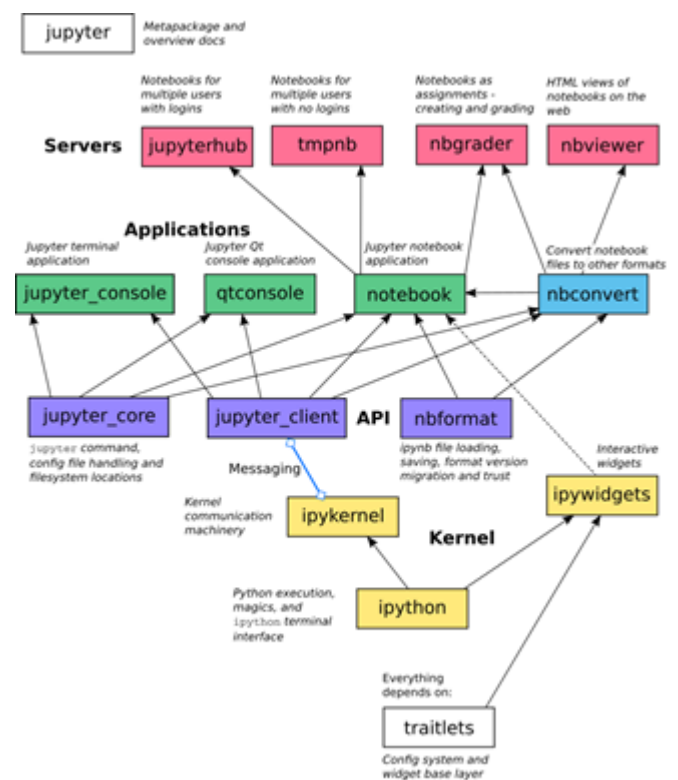 jupyter
Metapackage and
overview docs
Notebooks for
multiple users
with logins
Notebooks for
multiple users
with no logins
Notebooks as
assignments -
creating and grading
HTML views of
notebooks on the
web
Servers
jupyterhub
tmpnb
nbgrader
nbviewer
Applications
Jupyter terminal
application
Jupyter Qt
console application
Jupyter notebook
application
Convert notebook
files to other formats
jupyter_console
qtconsole
notebook
nbconvert
jupyter_core
jupyter_client
API
nbformat
jupyter command,
config file handling and
filesystem locations
ipynb file loading,
saving, format version
migration and trust
Interactive
widgets
Messaging
ipywidgets
Kernel
communication
machinery
ipykernel
Kernel
Python execution,
magics, and
ipython terminal
interface
ipython
Everything
depends on:
traitlets
Config system and
widget base layer